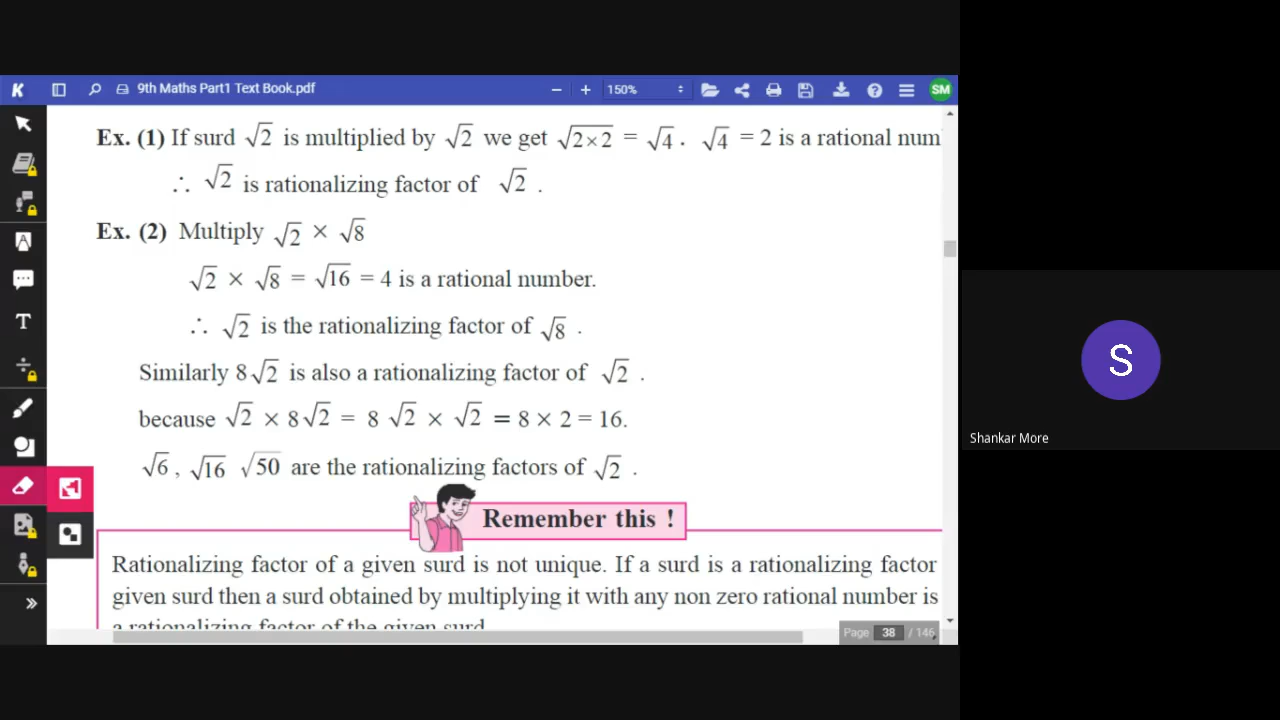 K 9th Maths Part1 Text Book.pdf − + 150% SM
Ex. (1) If surd √2 is multiplied by √2 we get √2×2 = √4 . √4 = 2 is a rational num
∴ √2 is rationalizing factor of √2 .
Ex. (2) Multiply √2 × √8
√2 × √8 = √16 = 4 is a rational number.
∴ √2 is the rationalizing factor of √8 .
Similarly 8√2 is also a rationalizing factor of √2 .
because √2 × 8√2 = 8 √2 × √2 = 8 × 2 = 16.
√6 , √16 √50 are the rationalizing factors of √2 .
Remember this !
Rationalizing factor of a given surd is not unique. If a surd is a rationalizing factor
given surd then a surd obtained by multiplying it with any non zero rational number is
a rationalizing factor of the given surd
Page 38 / 146
S
Shankar More